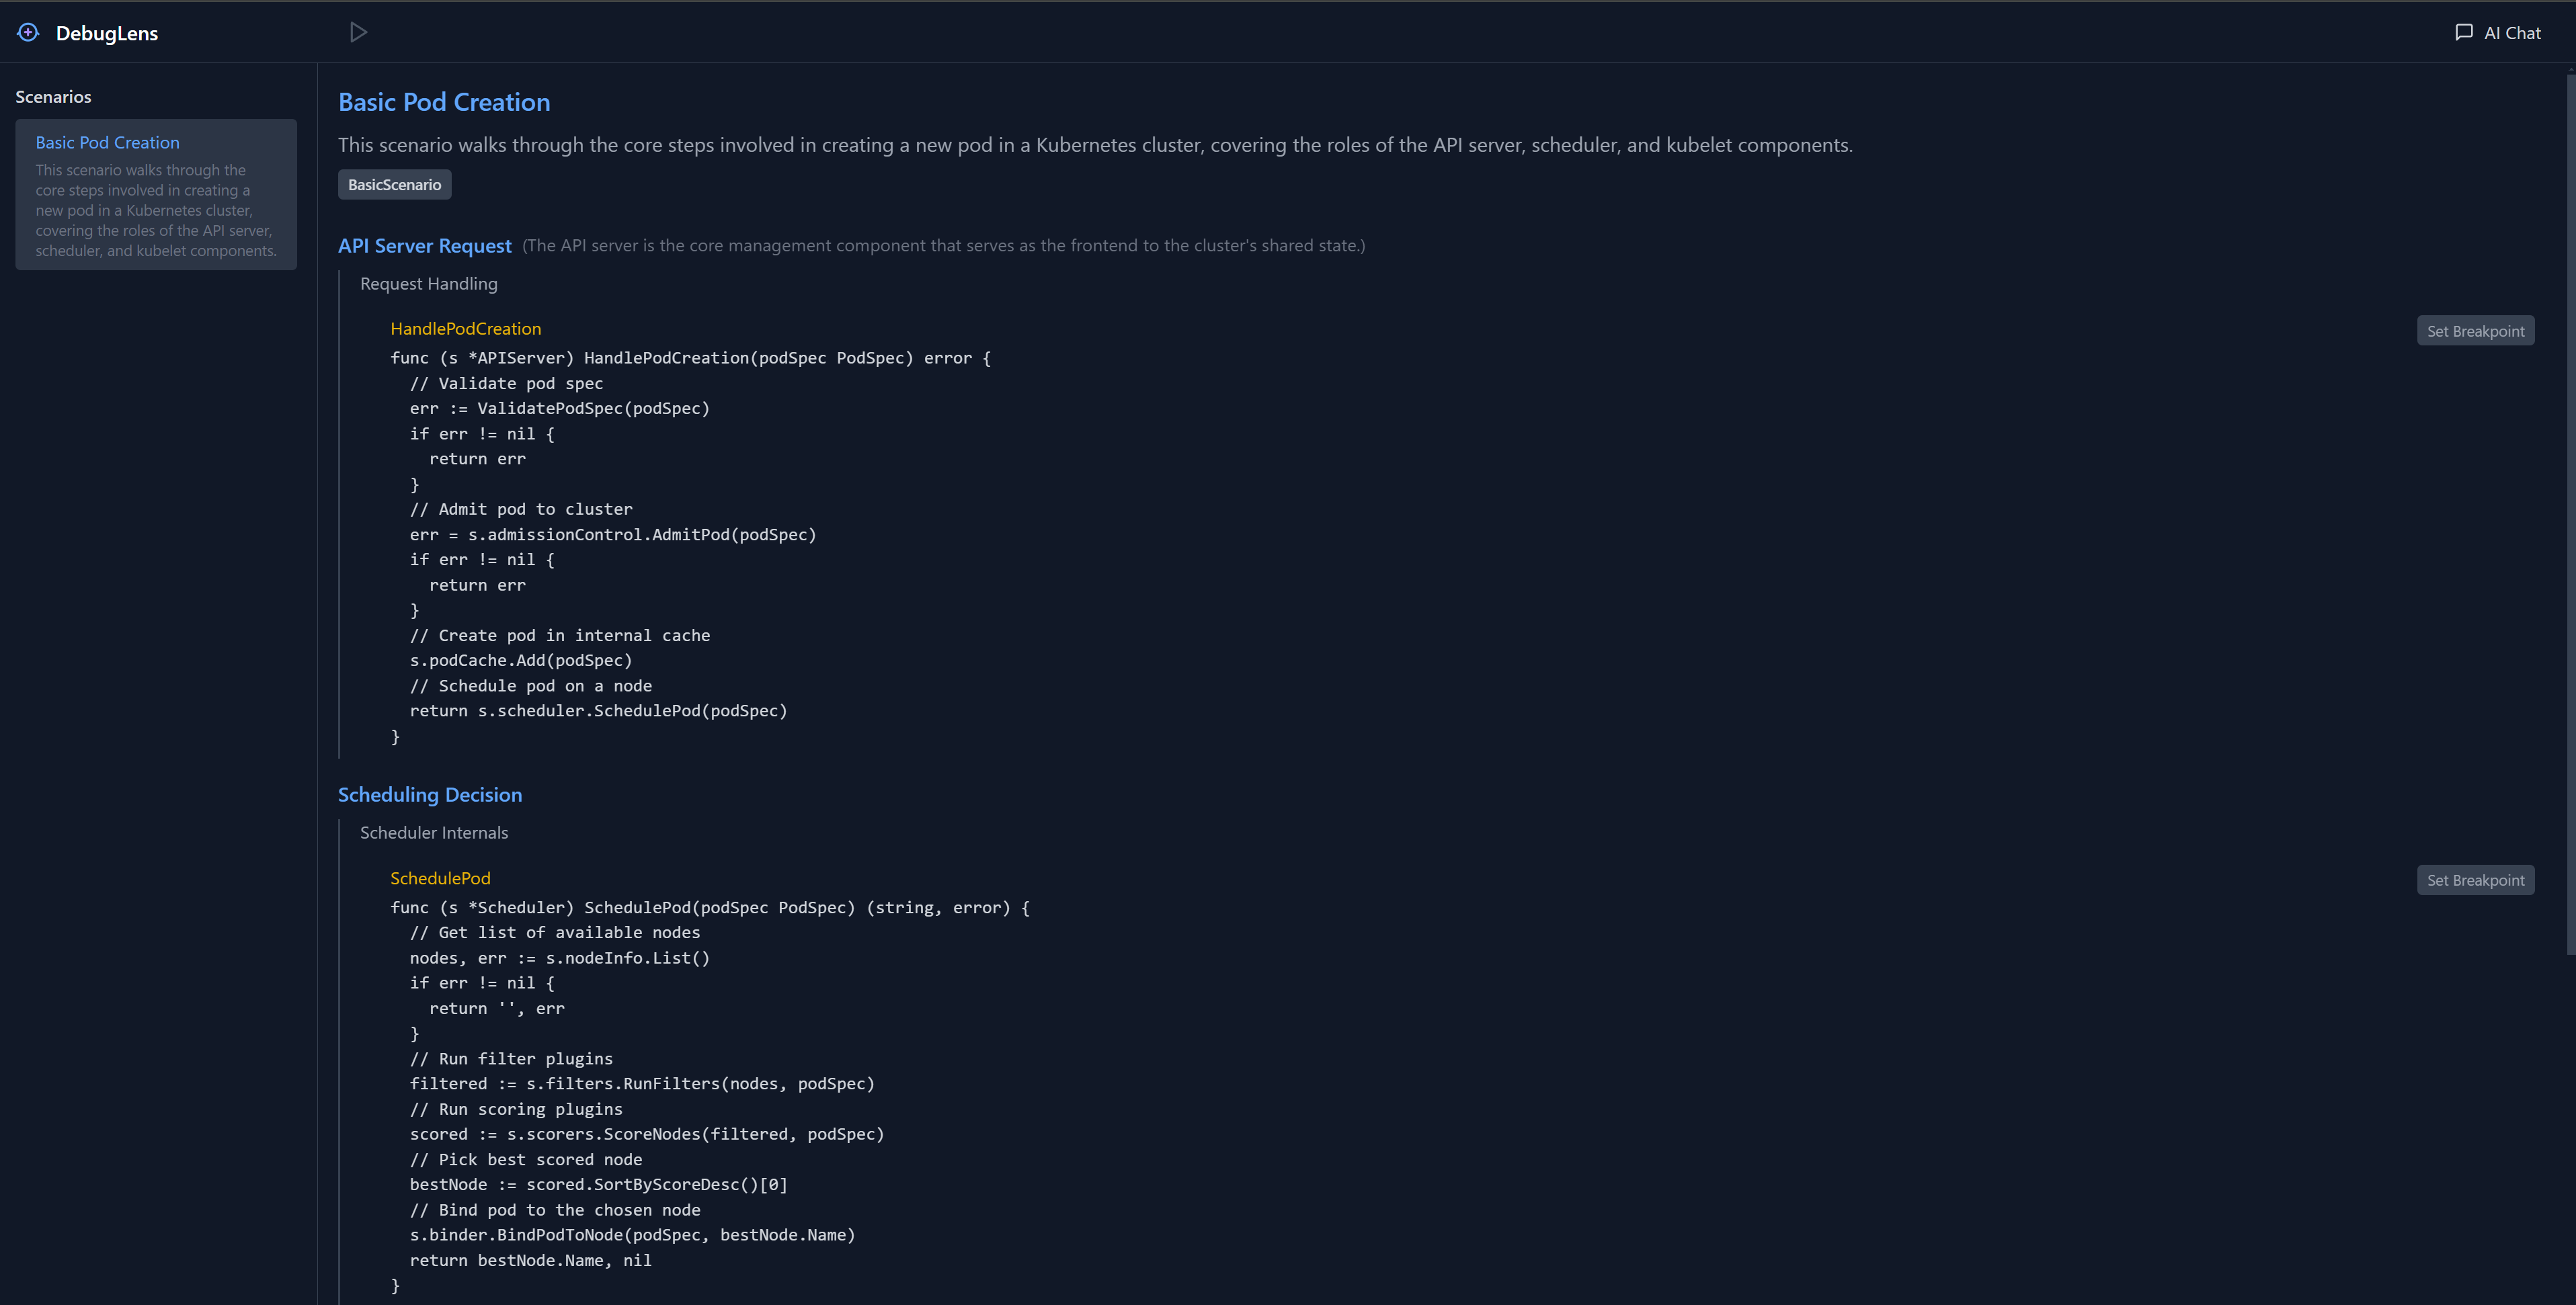 DebugLens
AI Chat
Scenarios
Basic Pod Creation
This scenario walks through the
core steps involved in creating a
new pod in a Kubernetes cluster,
covering the roles of the API server,
scheduler, and kubelet components.
Basic Pod Creation
This scenario walks through the core steps involved in creating a new pod in a Kubernetes cluster, covering the roles of the API server, scheduler, and kubelet components.
BasicScenario
API Server Request (The API server is the core management component that serves as the frontend to the cluster's shared state.)
Request Handling
HandlePodCreation
Set Breakpoint
func (s *APIServer) HandlePodCreation(podSpec PodSpec) error {
  // Validate pod spec
  err := ValidatePodSpec(podSpec)
  if err != nil {
    return err
  }
  // Admit pod to cluster
  err = s.admissionControl.AdmitPod(podSpec)
  if err != nil {
    return err
  }
  // Create pod in internal cache
  s.podCache.Add(podSpec)
  // Schedule pod on a node
  return s.scheduler.SchedulePod(podSpec)
}
Scheduling Decision
Scheduler Internals
SchedulePod
Set Breakpoint
func (s *Scheduler) SchedulePod(podSpec PodSpec) (string, error) {
  // Get list of available nodes
  nodes, err := s.nodeInfo.List()
  if err != nil {
    return '', err
  }
  // Run filter plugins
  filtered := s.filters.RunFilters(nodes, podSpec)
  // Run scoring plugins
  scored := s.scorers.ScoreNodes(filtered, podSpec)
  // Pick best scored node
  bestNode := scored.SortByScoreDesc()[0]
  // Bind pod to the chosen node
  s.binder.BindPodToNode(podSpec, bestNode.Name)
  return bestNode.Name, nil
}